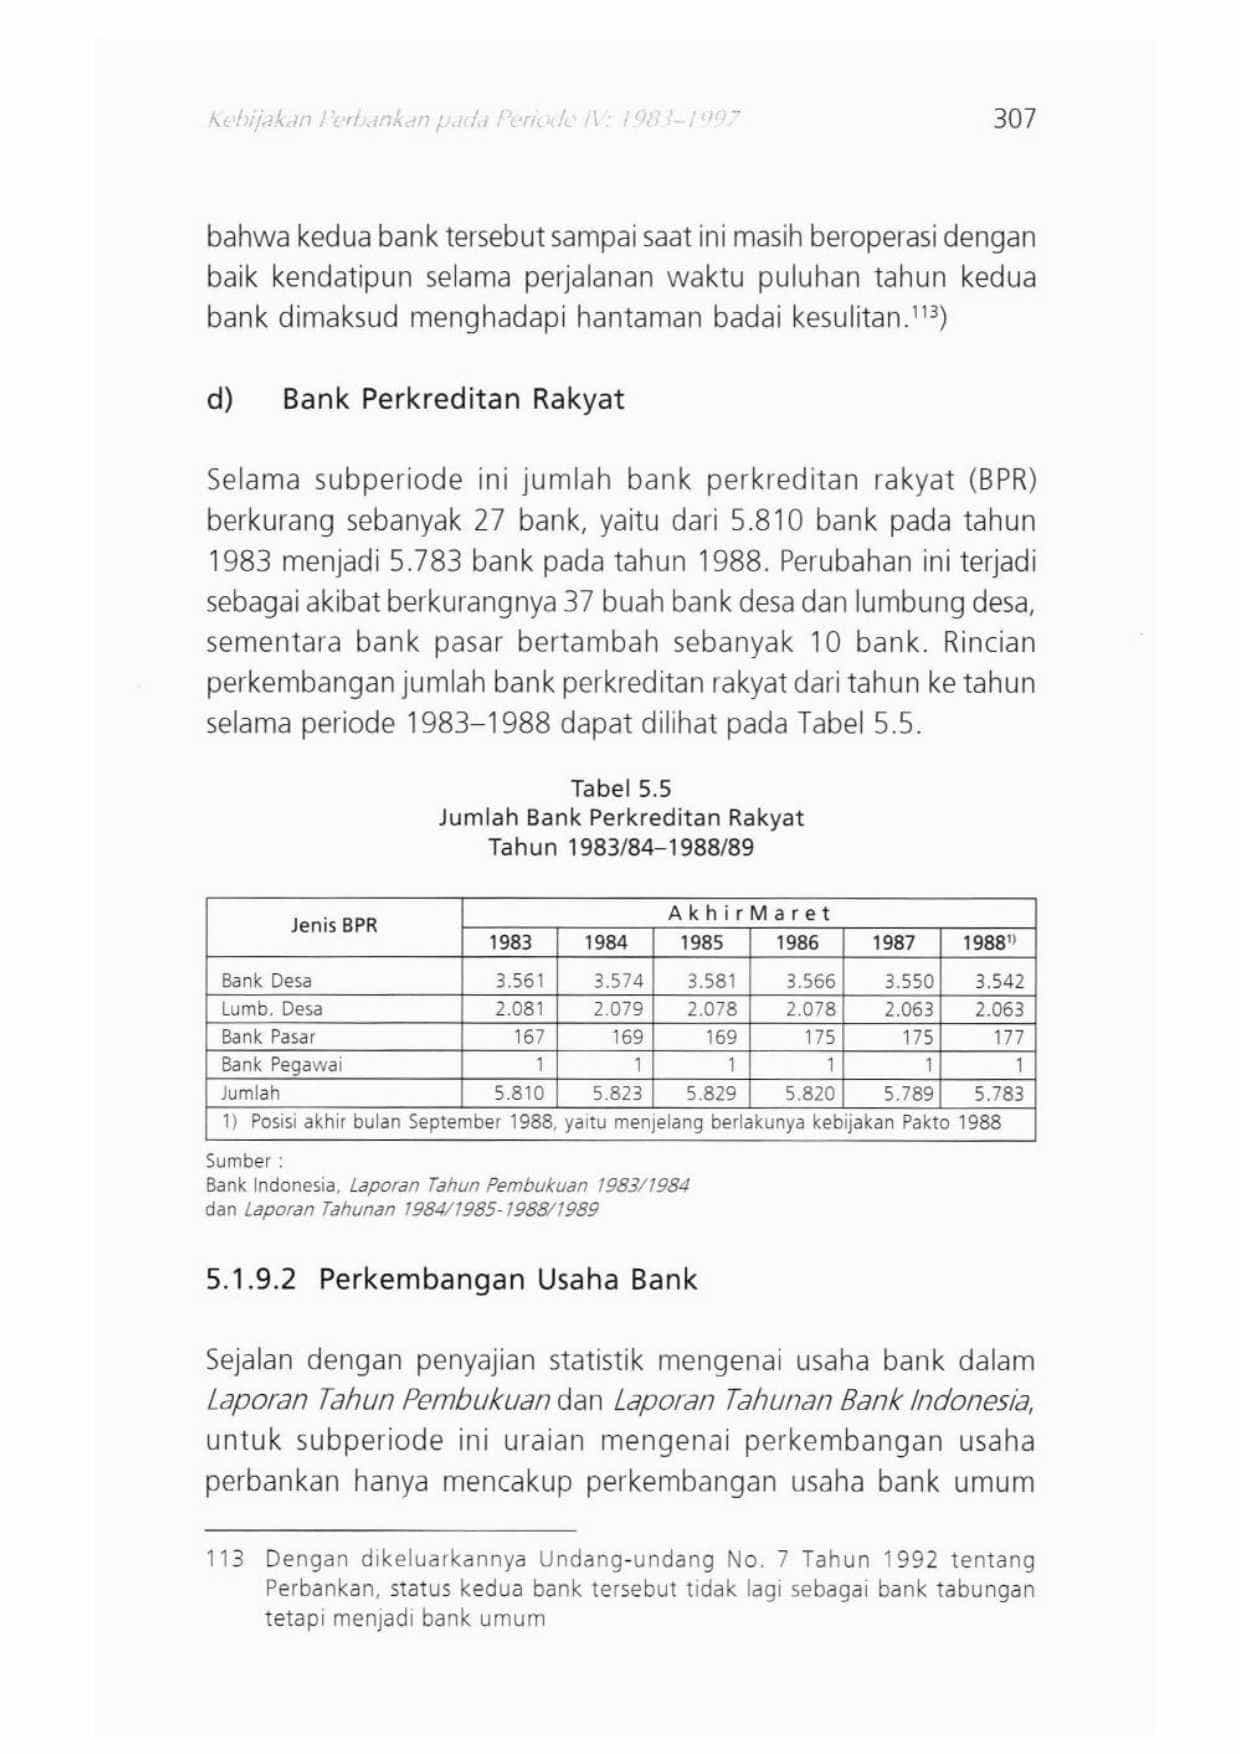 Kebijakan Perbankan pada Periode IV: 1983–1997 307
bahwa kedua bank tersebut sampai saat ini masih beroperasi dengan
baik kendatipun selama perjalanan waktu puluhan tahun kedua
bank dimaksud menghadapi hantaman badai kesulitan.¹¹³)
d) Bank Perkreditan Rakyat
Selama subperiode ini jumlah bank perkreditan rakyat (BPR)
berkurang sebanyak 27 bank, yaitu dari 5.810 bank pada tahun
1983 menjadi 5.783 bank pada tahun 1988. Perubahan ini terjadi
sebagai akibat berkurangnya 37 buah bank desa dan lumbung desa,
sementara bank pasar bertambah sebanyak 10 bank. Rincian
perkembangan jumlah bank perkreditan rakyat dari tahun ke tahun
selama periode 1983–1988 dapat dilihat pada Tabel 5.5.
Tabel 5.5
Jumlah Bank Perkreditan Rakyat
Tahun 1983/84–1988/89
Jenis BPR Akhir Maret
1983 1984 1985 1986 1987 1988¹⁾
Bank Desa 3.561 3.574 3.581 3.566 3.550 3.542
Lumb. Desa 2.081 2.079 2.078 2.078 2.063 2.063
Bank Pasar 167 169 169 175 175 177
Bank Pegawai 1 1 1 1 1 1
Jumlah 5.810 5.823 5.829 5.820 5.789 5.783
1) Posisi akhir bulan September 1988, yaitu menjelang berlakunya kebijakan Pakto 1988
Sumber :
Bank Indonesia, Laporan Tahun Pembukuan 1983/1984
dan Laporan Tahunan 1984/1985-1988/1989
5.1.9.2 Perkembangan Usaha Bank
Sejalan dengan penyajian statistik mengenai usaha bank dalam
Laporan Tahun Pembukuan dan Laporan Tahunan Bank Indonesia,
untuk subperiode ini uraian mengenai perkembangan usaha
perbankan hanya mencakup perkembangan usaha bank umum
113 Dengan dikeluarkannya Undang-undang No. 7 Tahun 1992 tentang
Perbankan, status kedua bank tersebut tidak lagi sebagai bank tabungan
tetapi menjadi bank umum